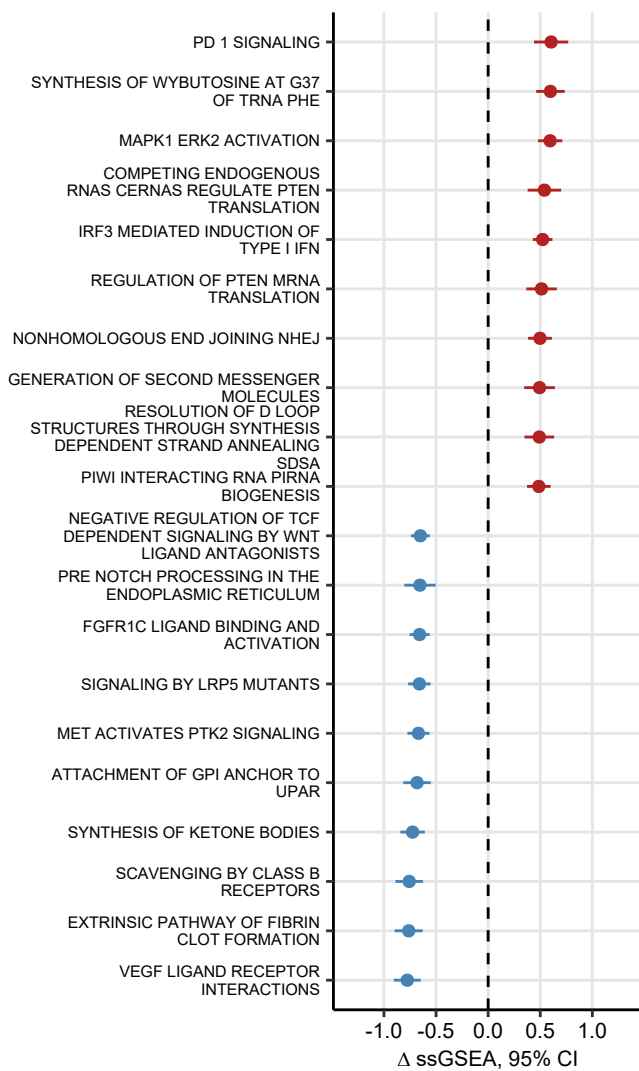 PD 1 SIGNALING
SYNTHESIS OF WYBUTOSINE AT G37
OF TRNA PHE
MAPK1 ERK2 ACTIVATION
COMPETING ENDOGENOUS
RNAS CERNAS REGULATE PTEN
TRANSLATION
IRF3 MEDIATED INDUCTION OF
TYPE I IFN
REGULATION OF PTEN MRNA
TRANSLATION
NONHOMOLOGOUS END JOINING NHEJ
GENERATION OF SECOND MESSENGER
MOLECULES
RESOLUTION OF D LOOP
STRUCTURES THROUGH SYNTHESIS
DEPENDENT STRAND ANNEALING
SDSA
PIWI INTERACTING RNA PIRNA
BIOGENESIS
NEGATIVE REGULATION OF TCF
DEPENDENT SIGNALING BY WNT
LIGAND ANTAGONISTS
PRE NOTCH PROCESSING IN THE
ENDOPLASMIC RETICULUM
FGFR1C LIGAND BINDING AND
ACTIVATION
SIGNALING BY LRP5 MUTANTS
MET ACTIVATES PTK2 SIGNALING
ATTACHMENT OF GPI ANCHOR TO
UPAR
SYNTHESIS OF KETONE BODIES
SCAVENGING BY CLASS B
RECEPTORS
EXTRINSIC PATHWAY OF FIBRIN
CLOT FORMATION
VEGF LIGAND RECEPTOR
INTERACTIONS
-1.0 -0.5 0.0 0.5 1.0
Δ ssGSEA, 95% CI